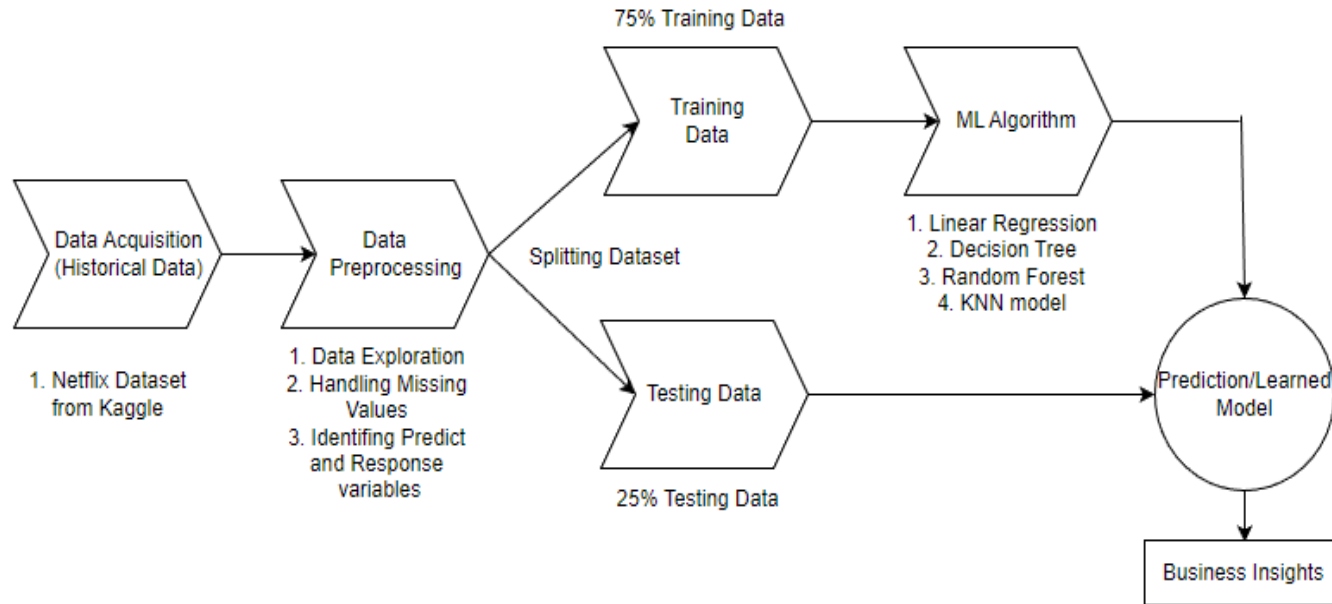 75% Training Data
Training
Data
ML Algorithm
Data Acquisition
(Historical Data)
Data
Preprocessing
Splitting Dataset
1. Linear Regression
2. Decision Tree
3. Random Forest
4. KNN model
1. Netflix Dataset
from Kaggle
1. Data Exploration
2. Handling Missing
Values
3. Identifing Predict
and Response
variables
Testing Data
25% Testing Data
Prediction/Learned
Model
Business Insights